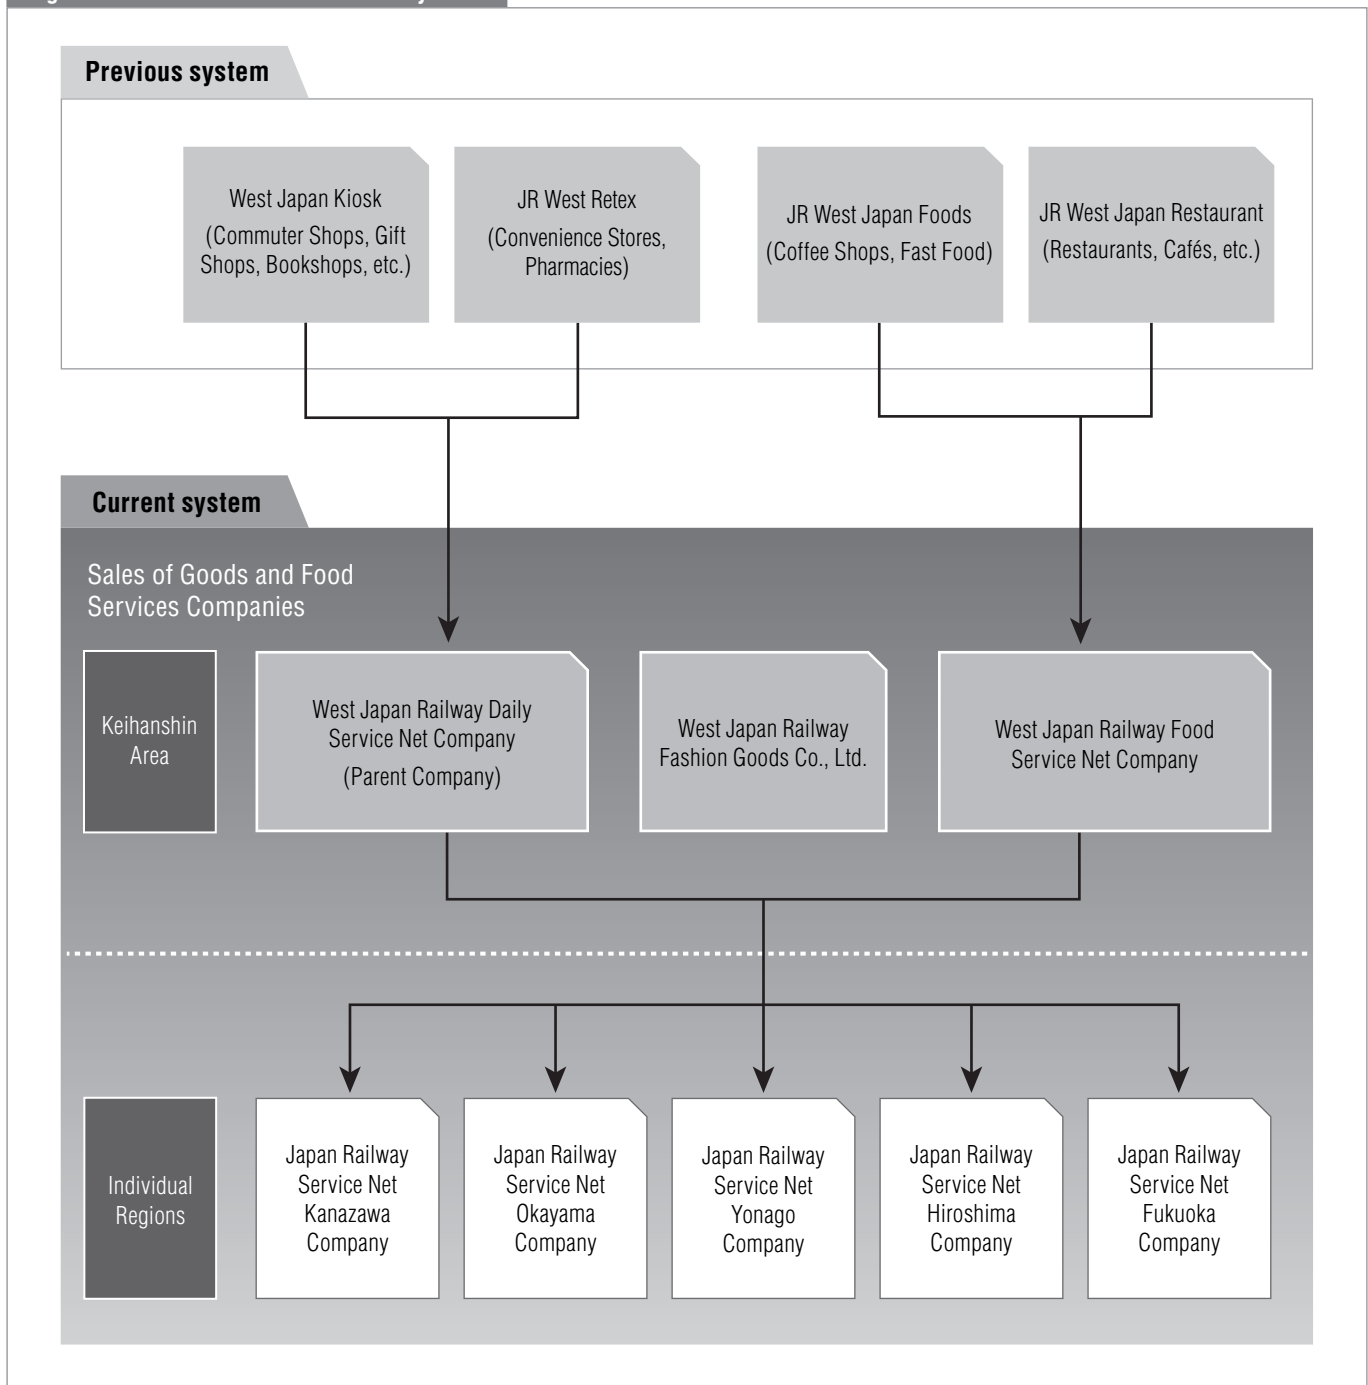 Previous system
West Japan Kiosk
(Commuter Shops, Gift
Shops, Bookshops, etc.)
JR West Retex
(Convenience Stores,
Pharmacies)
JR West Japan Foods
(Coffee Shops, Fast Food)
JR West Japan Restaurant
(Restaurants, Cafés, etc.)
Current system
Sales of Goods and Food
Services Companies
Keihanshin
Area
West Japan Railway Daily
Service Net Company
(Parent Company)
West Japan Railway
Fashion Goods Co., Ltd.
West Japan Railway Food
Service Net Company
Individual
Regions
Japan Railway
Service Net
Kanazawa
Company
Japan Railway
Service Net
Okayama
Company
Japan Railway
Service Net
Yonago
Company
Japan Railway
Service Net
Hiroshima
Company
Japan Railway
Service Net
Fukuoka
Company